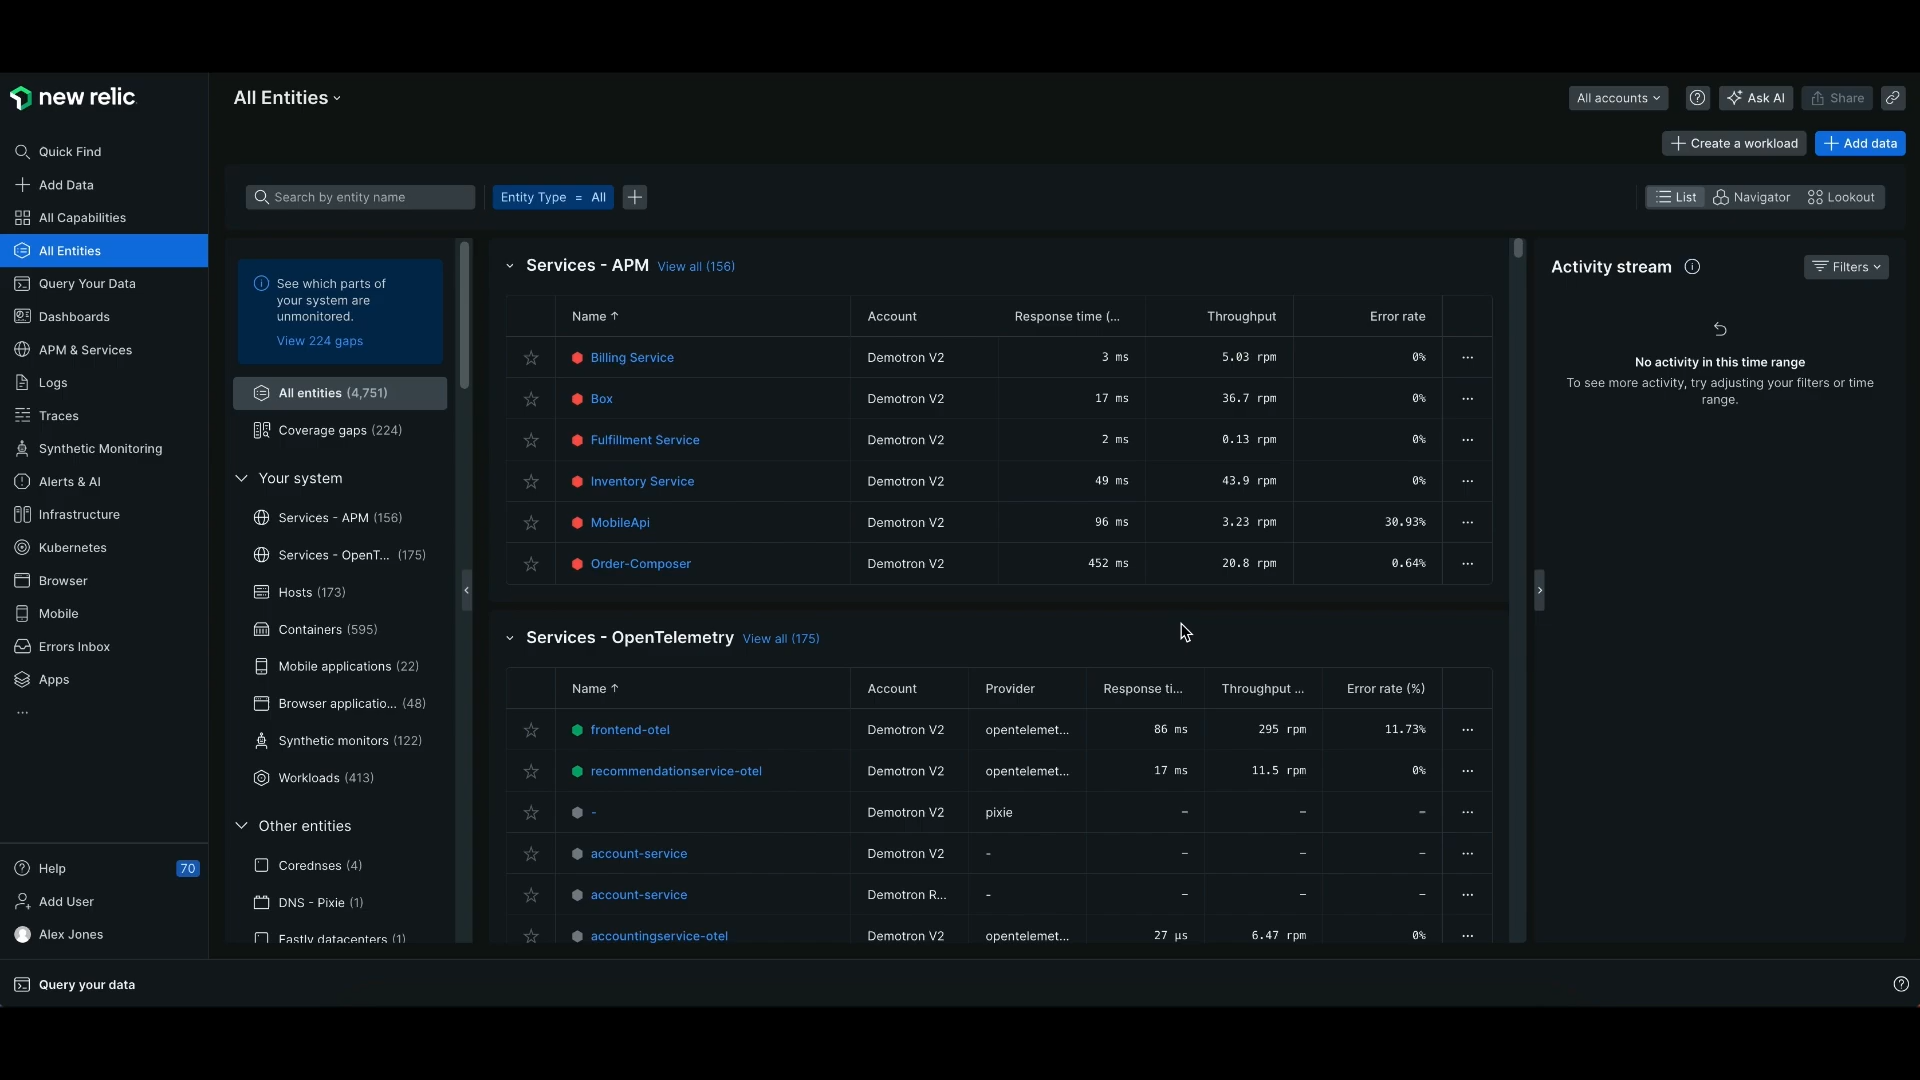 new relic
Quick Find
Add Data
All Capabilities
All Entities
Query Your Data
Dashboards
APM & Services
Logs
Traces
Synthetic Monitoring
Alerts & AI
Infrastructure
Kubernetes
Browser
Mobile
Errors Inbox
Apps
...
Help 70
Add User
Alex Jones
All Entities
All accounts
Ask AI
Share
Create a workload
Add data
Search by entity name
Entity Type = All
List
Navigator
Lookout
See which parts of
your system are
unmonitored.
View 224 gaps
All entities (4,751)
Coverage gaps (224)
Your system
Services - APM (156)
Services - OpenT... (175)
Hosts (173)
Containers (595)
Mobile applications (22)
Browser applicatio... (48)
Synthetic monitors (122)
Workloads (413)
Other entities
Corednses (4)
DNS - Pixie (1)
Fastly datacenters (1)
Services - APM View all (156)
Name ↑ Account Response time (... Throughput Error rate
Billing Service Demotron V2 3 ms 5.03 rpm 0% ...
Box Demotron V2 17 ms 36.7 rpm 0% ...
Fulfillment Service Demotron V2 2 ms 0.13 rpm 0% ...
Inventory Service Demotron V2 49 ms 43.9 rpm 0% ...
MobileApi Demotron V2 96 ms 3.23 rpm 30.93% ...
Order-Composer Demotron V2 452 ms 20.8 rpm 0.64% ...
Services - OpenTelemetry View all (175)
Name ↑ Account Provider Response ti... Throughput ... Error rate (%)
frontend-otel Demotron V2 opentelemet... 86 ms 295 rpm 11.73% ...
recommendationservice-otel Demotron V2 opentelemet... 17 ms 11.5 rpm 0% ...
- Demotron V2 pixie – – – ...
account-service Demotron V2 - – – – ...
account-service Demotron R... - – – – ...
accountingservice-otel Demotron V2 opentelemet... 27 µs 6.47 rpm 0% ...
Activity stream
Filters
No activity in this time range
To see more activity, try adjusting your filters or time
range.
Query your data